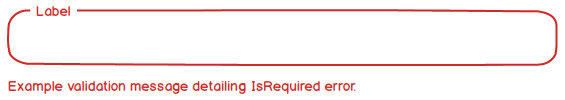 Label
Example validation message detailing IsRequired error.